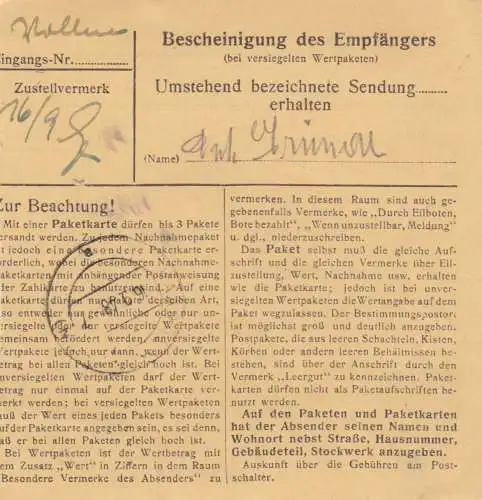 Eingangs-Nr.
Zustellvermerk
16/9
Bescheinigung des Empfängers
(bei versiegelten Wertpaketen)
Umstehend bezeichnete Sendung
erhalten
(Name)
Zur Beachtung!
Mit einer Paketkarte dürfen bis 3 Pakete
versandt werden. Zu jedem Nachnahmepaket
ist jedoch eine besondere Paketkarte er-
forderlich, wobei die besonderen Nachnahme-
paketkarten mit anhängender Postanweisung
oder Zahlkarte zu benutzen sind. Auf eine
Paketkarte dürfen nur Pakete derselben Art,
also entweder nur gewöhnliche oder nur un-
versiegelte oder nur versiegelte Wertpakete
gemeinsam befördert werden, unversiegelte
Wertpakete jedoch nur dann, wenn der Wert-
betrag bei allen Paketen gleich hoch ist. Bei
unversiegelten Wertpaketen darf der Wert-
betrag nur einmal auf der Paketkarte ver-
merkt werden; bei versiegelten Wertpaketen
muß der Wert eines jeden Pakets besonders
auf der Paketkarte angegeben sein, es sei denn,
daß er bei allen Paketen gleich hoch ist.
Bei Wertpaketen ist der Wertbetrag mit
dem Zusatz „Wert" in Ziffern in dem Raum
„Besondere Vermerke des Absenders" zu
vermerken. In diesem Raum sind auch ge-
gebenenfalls Vermerke, wie „Durch Eilboten,
Bote bezahlt", „Wenn unzustellbar, Meldung"
u. dgl., niederzuschreiben.
Das Paket selbst muß die gleiche Auf-
schrift und die gleichen Vermerke über Eil-
zustellung, Wert, Nachnahme usw. erhalten
wie die Paketkarte; jedoch ist bei unver-
siegelten Wertpaketen die Wertangabe auf dem
Paket wegzulassen. Der Bestimmungspostort
ist möglichst groß und deutlich anzugeben.
Postpakete, die aus leeren Schachteln, Kisten,
Körben oder andern leeren Behältnissen be-
stehen, sind über der Anschrift durch den
Vermerk „Leergut" zu kennzeichnen. Paket-
karten dürfen nicht als Paketaufschriften be-
nutzt werden.
Auf den Paketen und Paketkarten
hat der Absender seinen Namen und
Wohnort nebst Straße, Hausnummer,
Gebäudeteil, Stockwerk anzugeben.
Auskunft über die Gebühren am Post-
schalter.